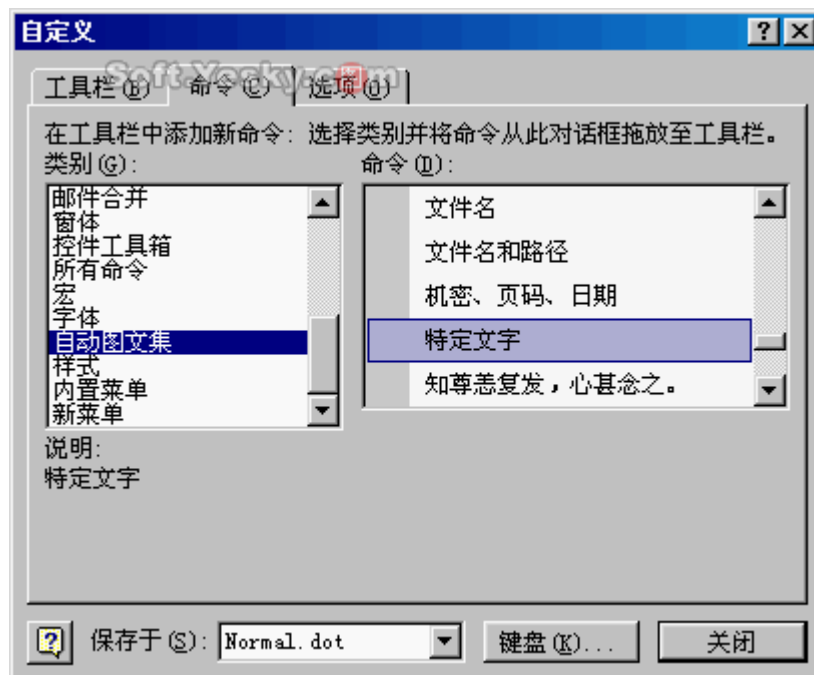 自定义
Soft.Yesky.c图m
工具栏(B) 命令(C) 选项(O)
在工具栏中添加新命令: 选择类别并将命令从此对话框拖放至工具栏。
类别(G): 命令(D):
邮件合并
窗体
控件工具箱
所有命令
宏
字体
自动图文集
样式
内置菜单
新菜单
文件名
文件名和路径
机密、页码、日期
特定文字
知尊恙复发，心甚念之。
说明:
特定文字
保存于(S): Normal.dot 键盘(K)... 关闭